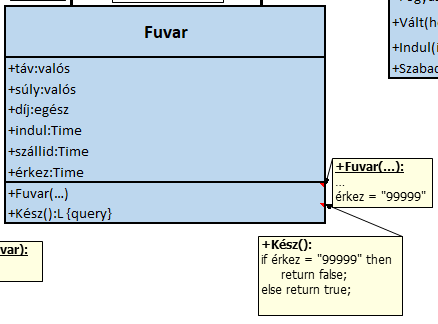 Fuvar
+táv:valós
+súly:valós
+díj:egész
+indul:Time
+szállid:Time
+érkez:Time
+Fuvar(...)
+Kész():L {query}
+Vált(h
+Indul(i
+Szabad
+Fuvar(...):
...
érkez = "99999"
var):
+Kész():
if érkez = "99999" then
return false;
else return true;